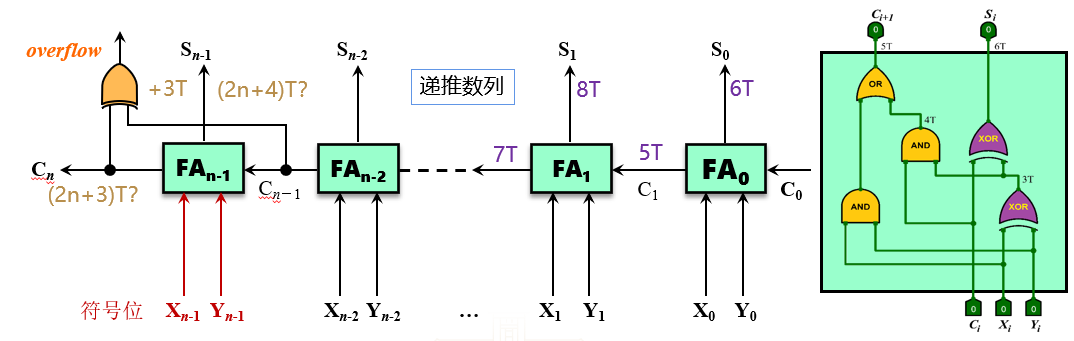 overflow
S_{n-1}
S_{n-2}
S_1
S_0
+3T
(2n+4)T?
递推数列
8T
6T
C_n
FA_{n-1}
FA_{n-2}
7T
FA_1
5T
FA_0
(2n+3)T?
C_{n-1}
C_1
C_0
符号位
X_{n-1} Y_{n-1}
X_{n-2} Y_{n-2}
...
X_1 Y_1
X_0 Y_0
C_{i+1}
S_i
0
0
5T
6T
OR
4T
AND
XOR
3T
AND
XOR
0
0
0
C_i
X_i
Y_i